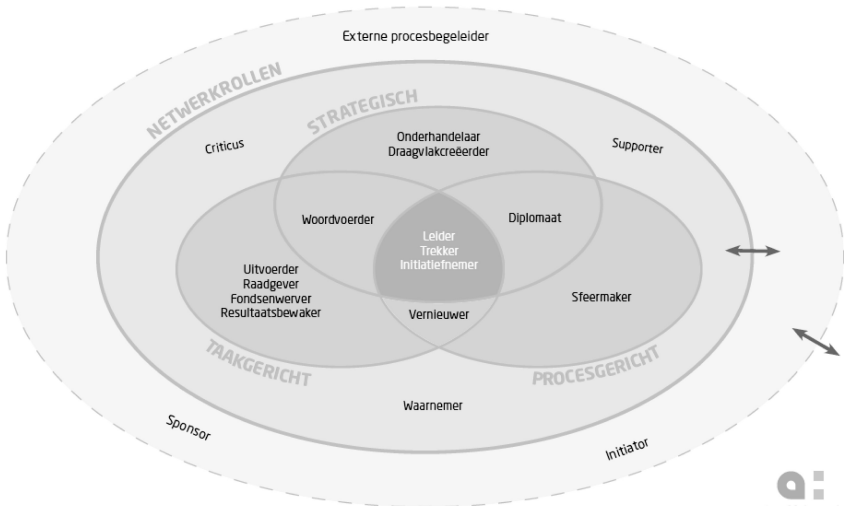 Externe procesbegeleider
NETWERKROLLEN
STRATEGISCH
Criticus
Onderhandelaar
Draagvlakcreëerder
Supporter
Woordvoerder
Diplomaat
Leider
Trekker
Initiatiefnemer
Uitvoerder
Raadgever
Fondsenwerver
Resultaatsbewaker
Sfeermaker
Vernieuwer
TAAKGERICHT
PROCESGERICHT
Waarnemer
Sponsor
Initiator
a: